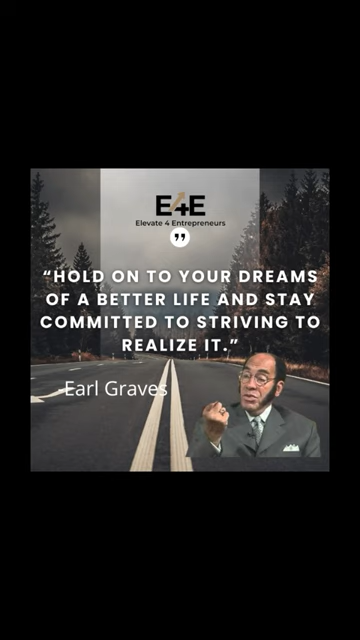 E4E
Elevate 4 Entrepreneurs
”
“HOLD ON TO YOUR DREAMS
OF A BETTER LIFE AND STAY
COMMITTED TO STRIVING TO
REALIZE IT.”
-Earl Graves